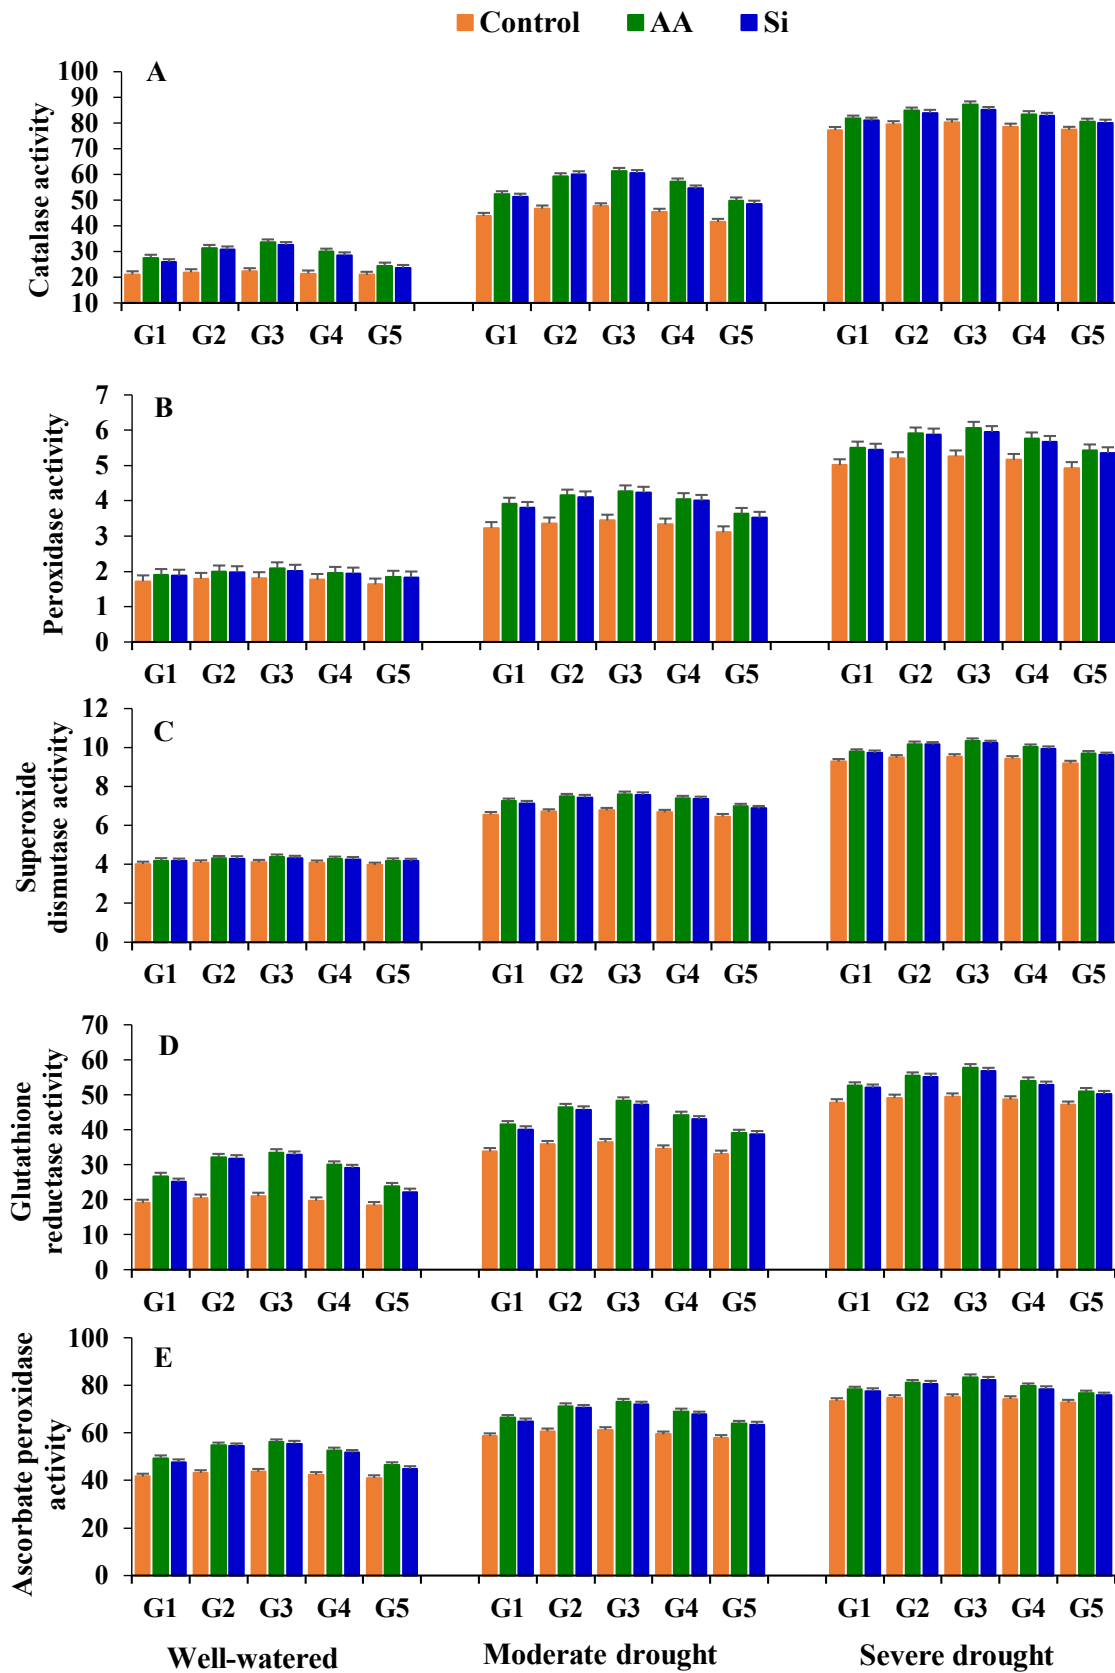 Control AA Si
A
Catalase activity
100
90
80
70
60
50
40
30
20
10
G1 G2 G3 G4 G5 G1 G2 G3 G4 G5 G1 G2 G3 G4 G5
B
Peroxidase activity
7
6
5
4
3
2
1
0
G1 G2 G3 G4 G5 G1 G2 G3 G4 G5 G1 G2 G3 G4 G5
C
Superoxide
dismutase activity
12
10
8
6
4
2
0
G1 G2 G3 G4 G5 G1 G2 G3 G4 G5 G1 G2 G3 G4 G5
D
Glutathione
reductase activity
70
60
50
40
30
20
10
0
G1 G2 G3 G4 G5 G1 G2 G3 G4 G5 G1 G2 G3 G4 G5
E
Ascorbate peroxidase
activity
100
80
60
40
20
0
G1 G2 G3 G4 G5 G1 G2 G3 G4 G5 G1 G2 G3 G4 G5
Well-watered Moderate drought Severe drought